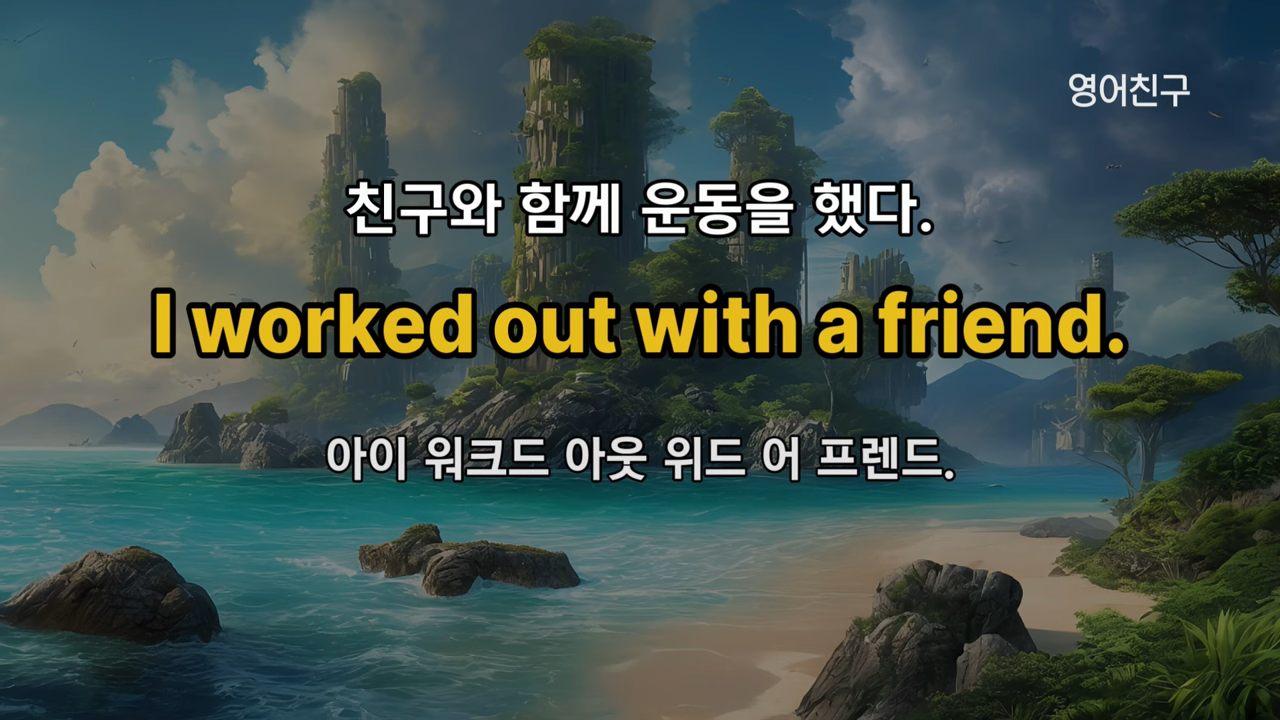 영어친구
친구와 함께 운동을 했다.
I worked out with a friend.
아이 워크드 아웃 위드 어 프렌드.